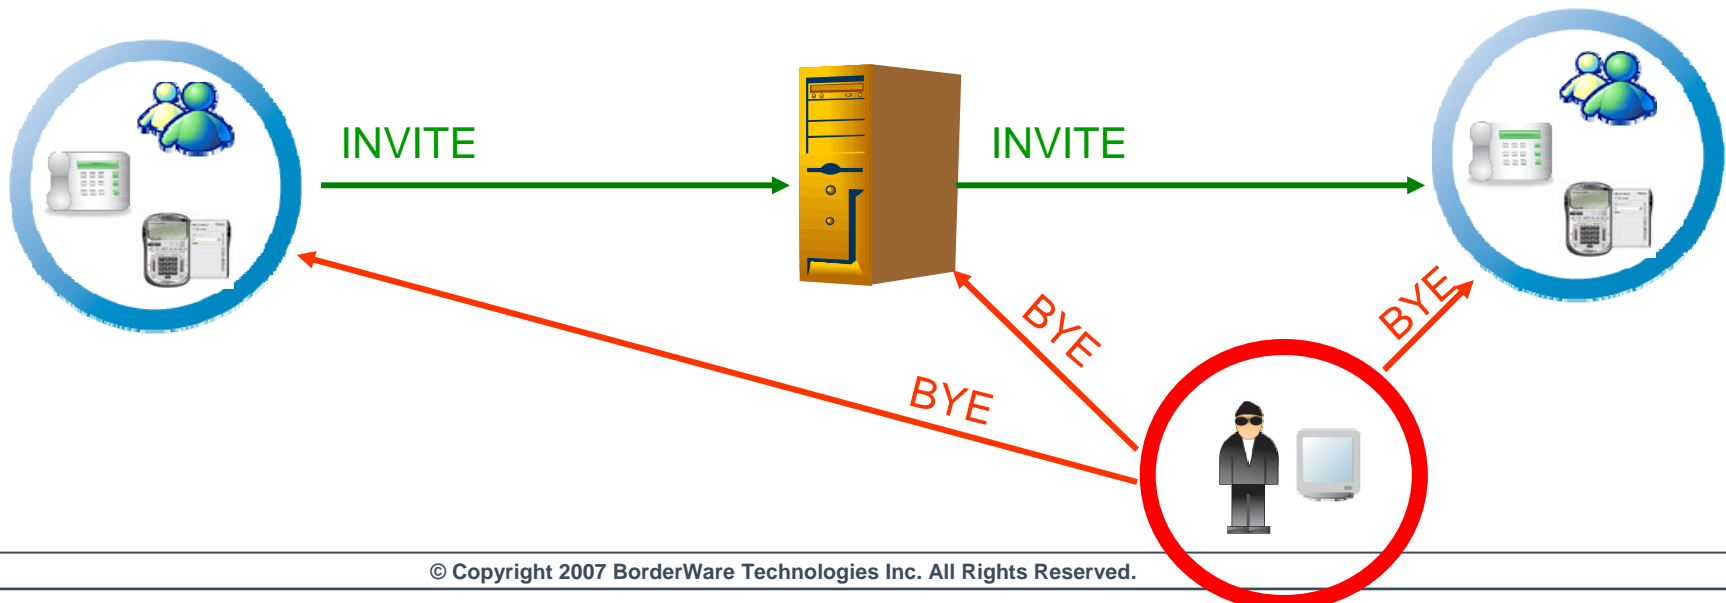 INVITE
INVITE
BYE
BYE
BYE
© Copyright 2007 BorderWare Technologies Inc. All Rights Reserved.